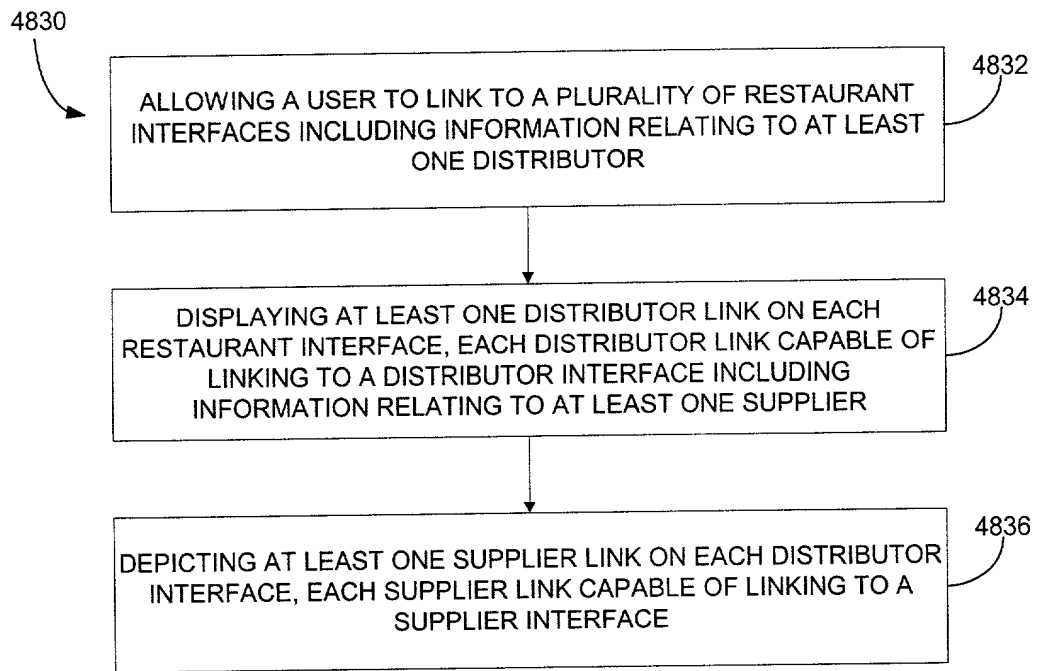 4830
4832
ALLOWING A USER TO LINK TO A PLURALITY OF RESTAURANT
INTERFACES INCLUDING INFORMATION RELATING TO AT LEAST
ONE DISTRIBUTOR
4834
DISPLAYING AT LEAST ONE DISTRIBUTOR LINK ON EACH
RESTAURANT INTERFACE, EACH DISTRIBUTOR LINK CAPABLE OF
LINKING TO A DISTRIBUTOR INTERFACE INCLUDING
INFORMATION RELATING TO AT LEAST ONE SUPPLIER
4836
DEPICTING AT LEAST ONE SUPPLIER LINK ON EACH DISTRIBUTOR
INTERFACE, EACH SUPPLIER LINK CAPABLE OF LINKING TO A
SUPPLIER INTERFACE